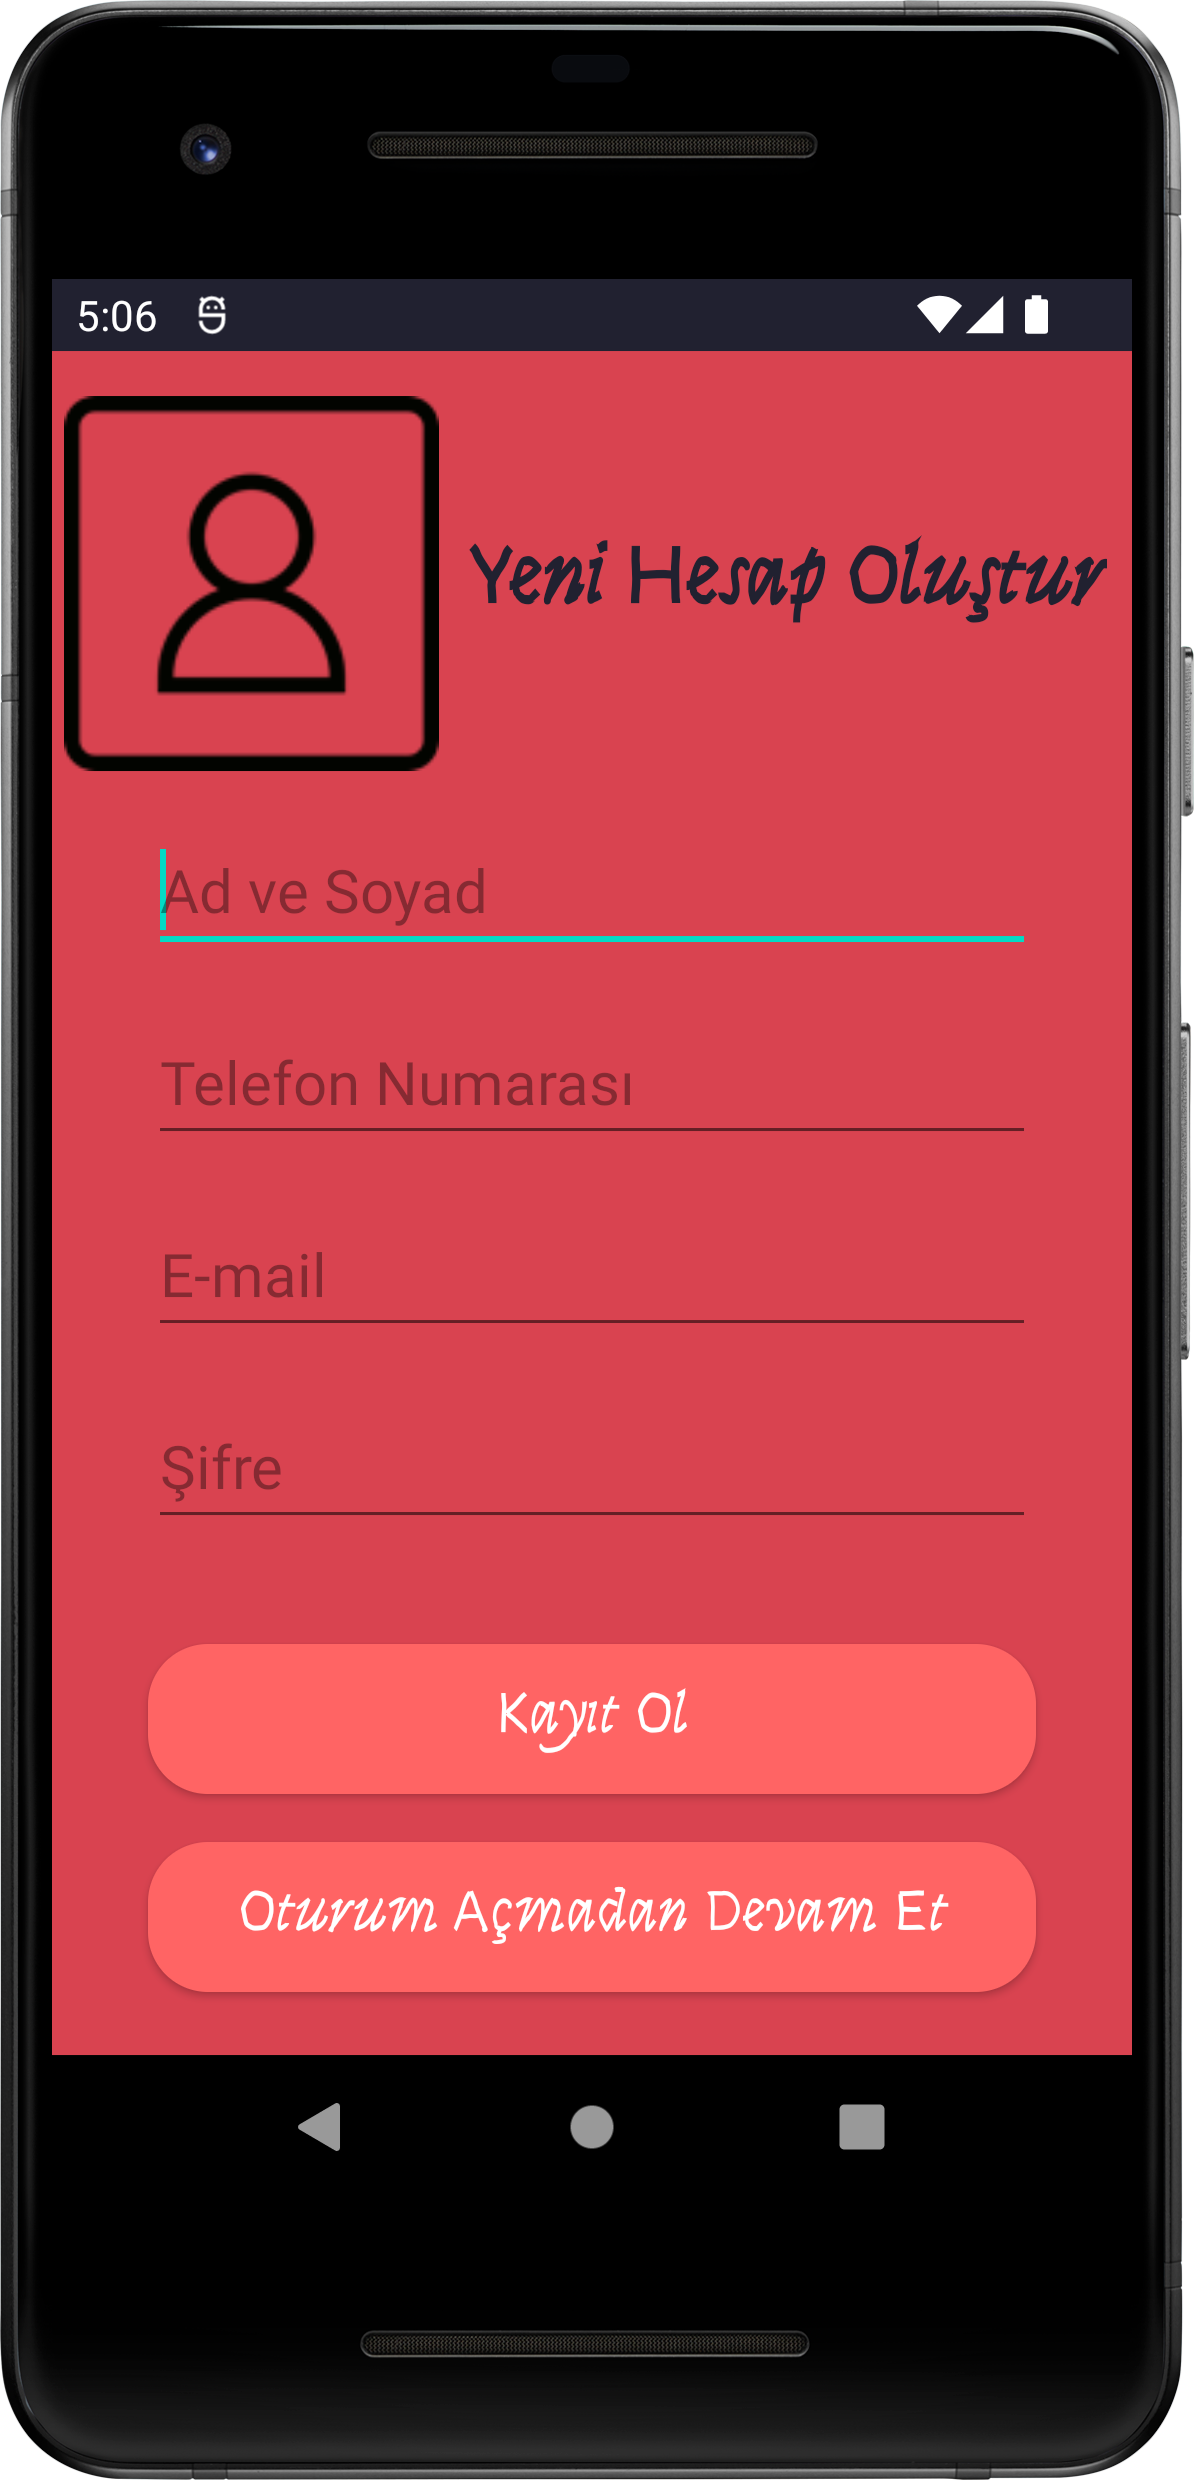 5:06
Yeni Hesap Oluştur
Ad ve Soyad
Telefon Numarası
E-mail
Şifre
Kayıt Ol
Oturum Açmadan Devam Et